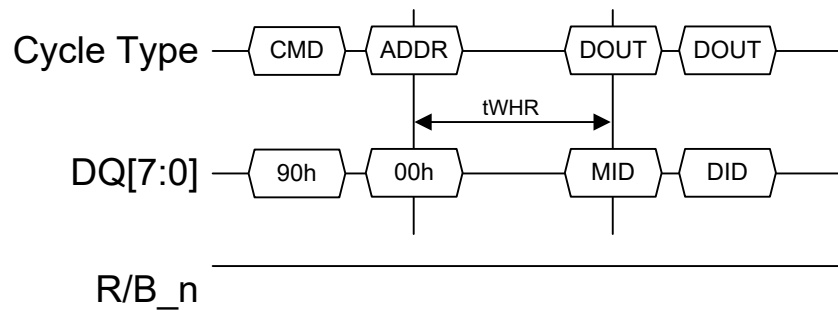 Cycle Type CMD ADDR DOUT DOUT
tWHR
DQ[7:0] 90h 00h MID DID
R/B_n